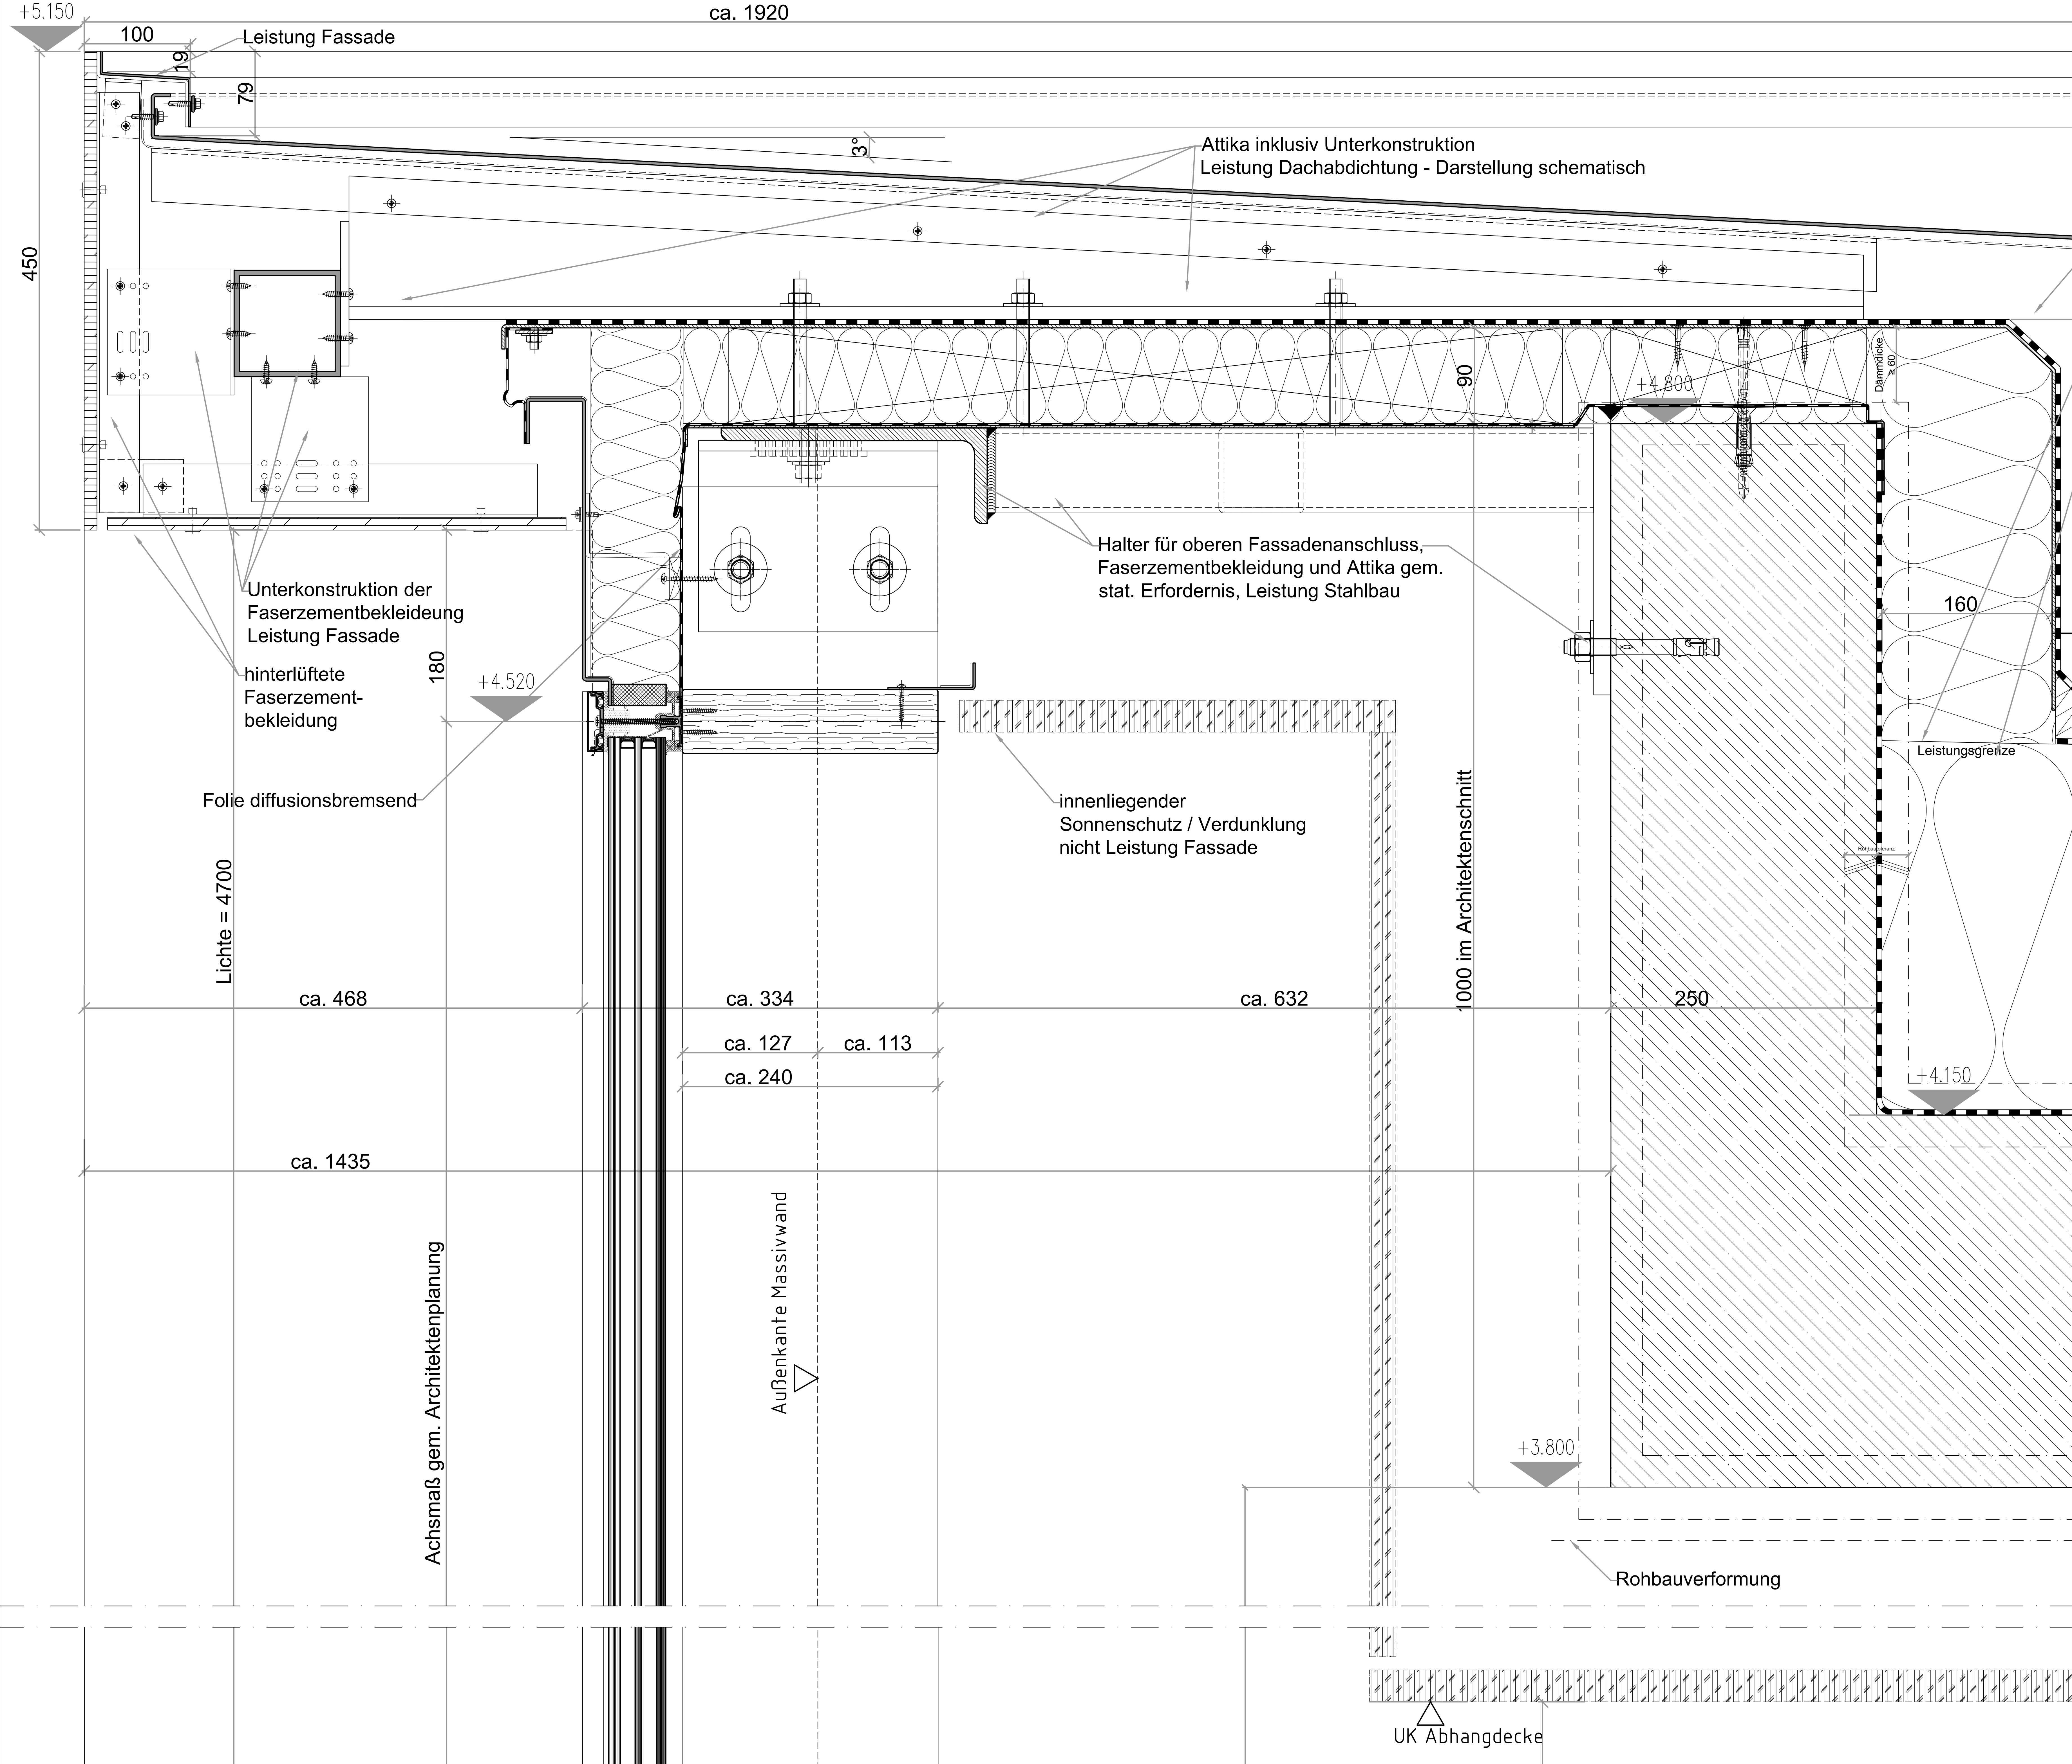 +5.150
ca. 1920
100
Leistung Fassade
19
79
3°
Attika inklusiv Unterkonstruktion
Leistung Dachabdichtung - Darstellung schematisch
450
90
Dämmdicke
≥ 60
+4.800
Halter für oberen Fassadenanschluss,
Faserzementbekleidung und Attika gem.
stat. Erfordernis, Leistung Stahlbau
Unterkonstruktion der
Faserzementbekleideung
Leistung Fassade
160
180
hinterlüftete
Faserzement-
bekleidung
+4.520
Leistungsgrenze
Folie diffusionsbremsend
innenliegender
Sonnenschutz / Verdunklung
nicht Leistung Fassade
Rohbautoleranz
Lichte = 4700
1000 im Architektenschnitt
ca. 468
ca. 334
ca. 632
250
ca. 127
ca. 113
ca. 240
+4.150
ca. 1435
Außenkante Massivwand
Achsmaß gem. Architektenplanung
+3.800
Rohbauverformung
UK Abhangdecke